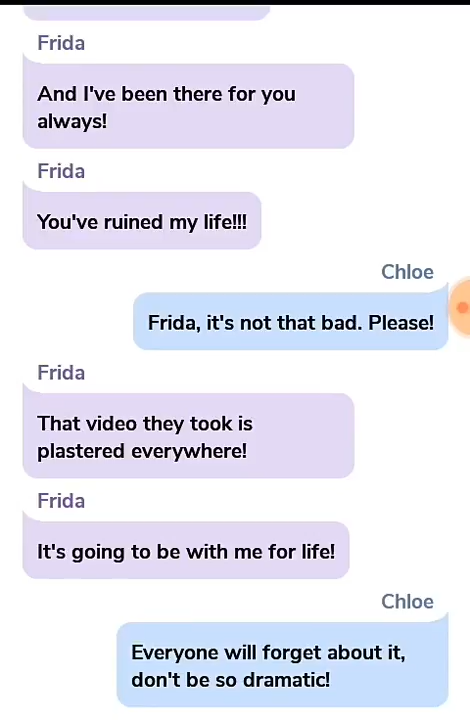 Frida
And I've been there for you
always!
Frida
You've ruined my life!!!
Chloe
Frida, it's not that bad. Please!
Frida
That video they took is
plastered everywhere!
Frida
It's going to be with me for life!
Chloe
Everyone will forget about it,
don't be so dramatic!